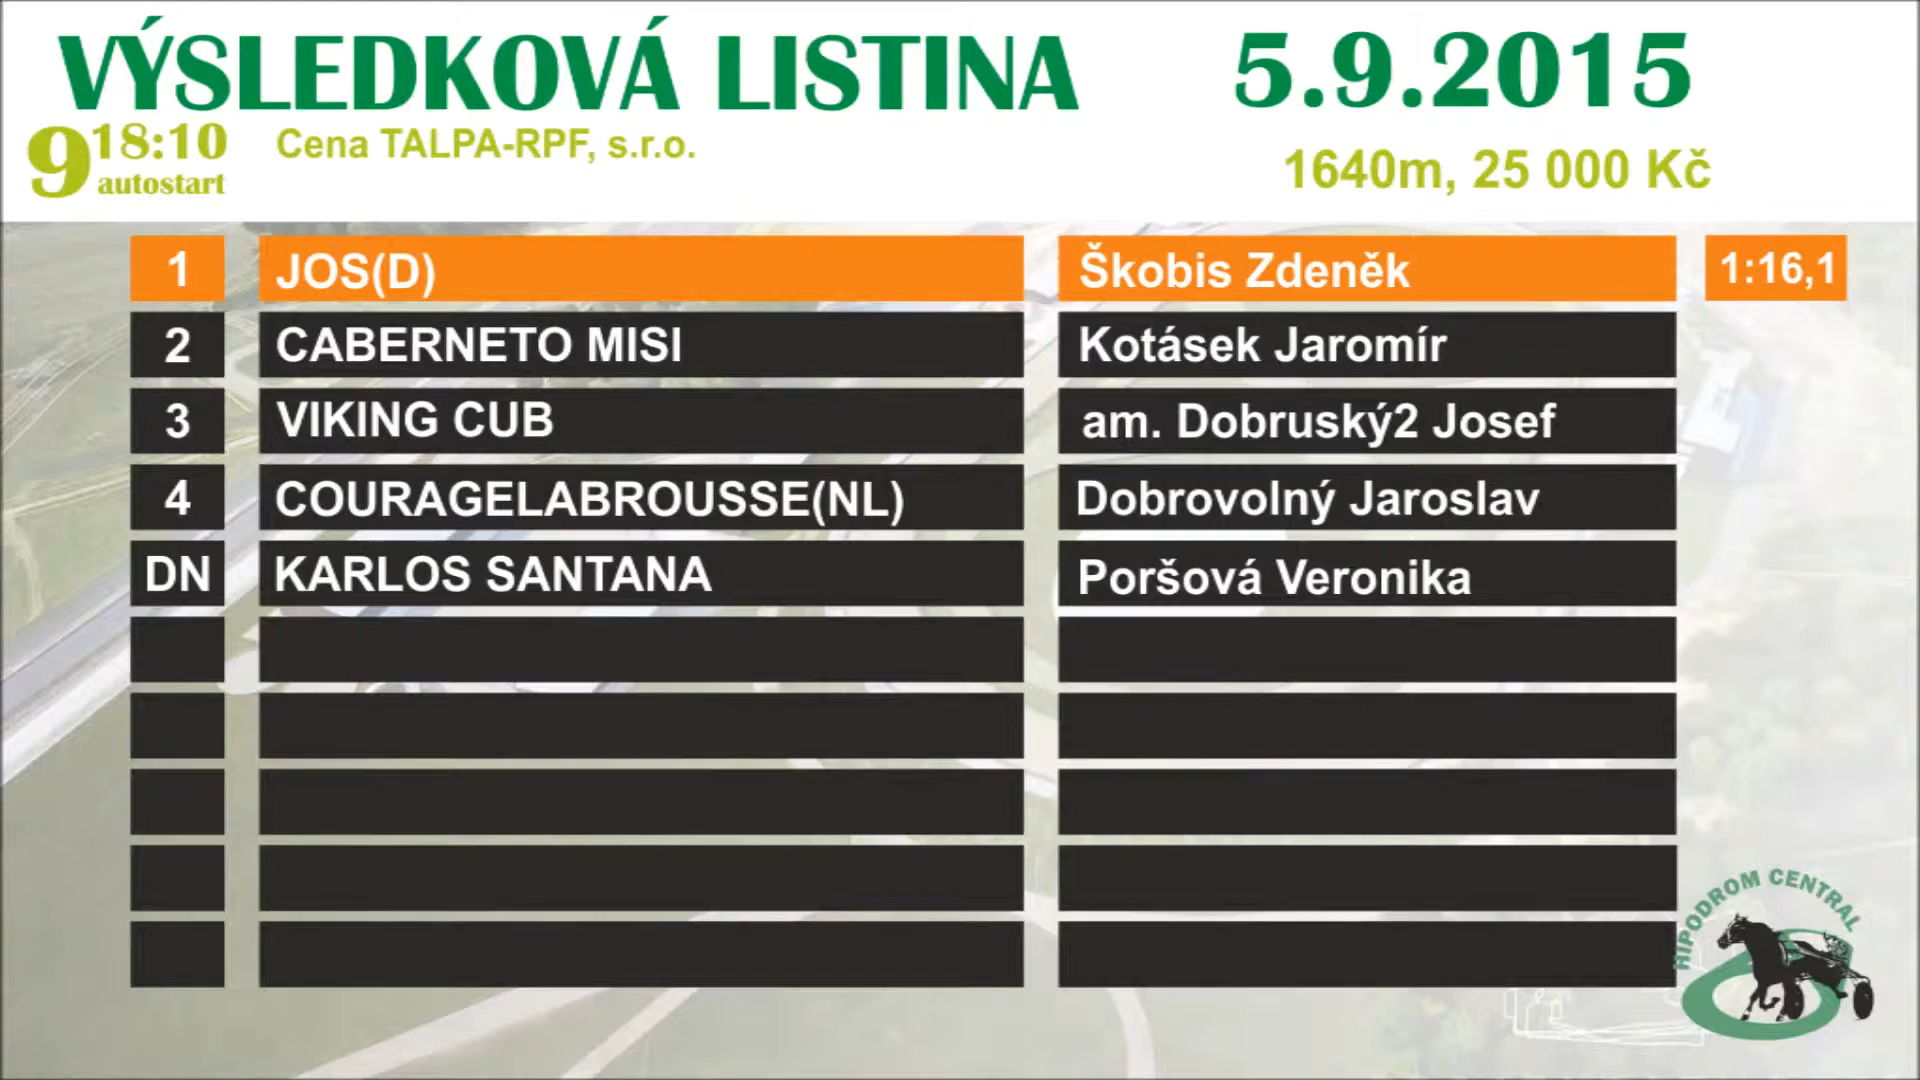 VÝSLEDKOVÁ LISTINA 5.9.2015
9 18:10 Cena TALPA-RPF, s.r.o.
autostart 1640m, 25 000 Kč
1 JOS(D) Škobis Zdeněk 1:16,1
2 CABERNETO MISI Kotásek Jaromír
3 VIKING CUB am. Dobruský2 Josef
4 COURAGELABROUSSE(NL) Dobrovolný Jaroslav
DN KARLOS SANTANA Poršová Veronika
HIPODROM CENTRAL